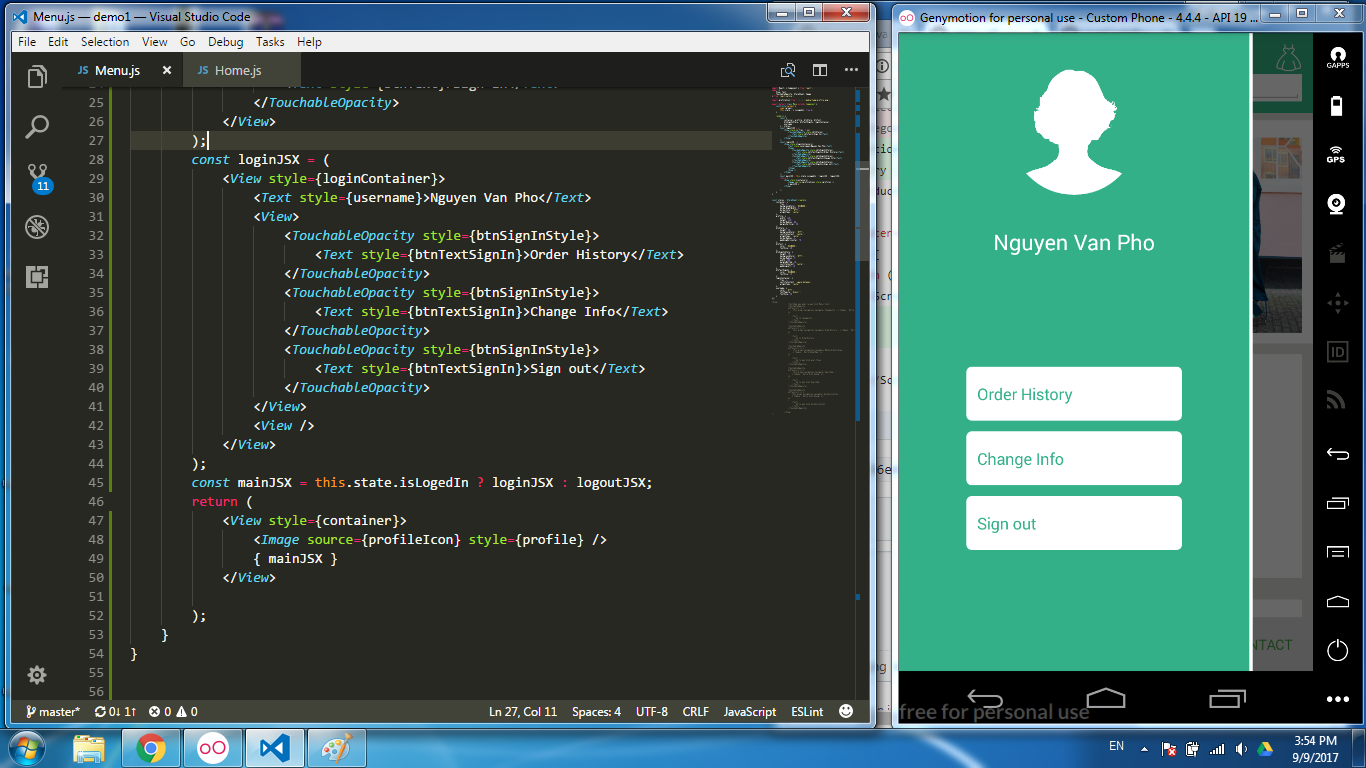 Menu.js — demo1 — Visual Studio Code
File Edit Selection View Go Debug Tasks Help
JS Menu.js × JS Home.js
25 </TouchableOpacity>
26 </View>
27 );
28 const loginJSX = (
29 <View style={loginContainer}>
30 <Text style={username}>Nguyen Van Pho</Text>
31 <View>
32 <TouchableOpacity style={btnSignInStyle}>
33 <Text style={btnTextSignIn}>Order History</Text>
34 </TouchableOpacity>
35 <TouchableOpacity style={btnSignInStyle}>
36 <Text style={btnTextSignIn}>Change Info</Text>
37 </TouchableOpacity>
38 <TouchableOpacity style={btnSignInStyle}>
39 <Text style={btnTextSignIn}>Sign out</Text>
40 </TouchableOpacity>
41 </View>
42 <View />
43 </View>
44 );
45 const mainJSX = this.state.isLogedIn ? loginJSX : logoutJSX;
46 return (
47 <View style={container}>
48 <Image source={profileIcon} style={profile} />
49 { mainJSX }
50 </View>
51
52 );
53 }
54 }
55
56
11
master* 0↓ 1↑ 0 0 Ln 27, Col 11 Spaces: 4 UTF-8 CRLF JavaScript ESLint
Genymotion for personal use - Custom Phone - 4.4.4 - API 19 ...
Nguyen Van Pho
Order History
Change Info
Sign out
NTACT
free for personal use
GAPPS
GPS
ID
EN
3:54 PM
9/9/2017